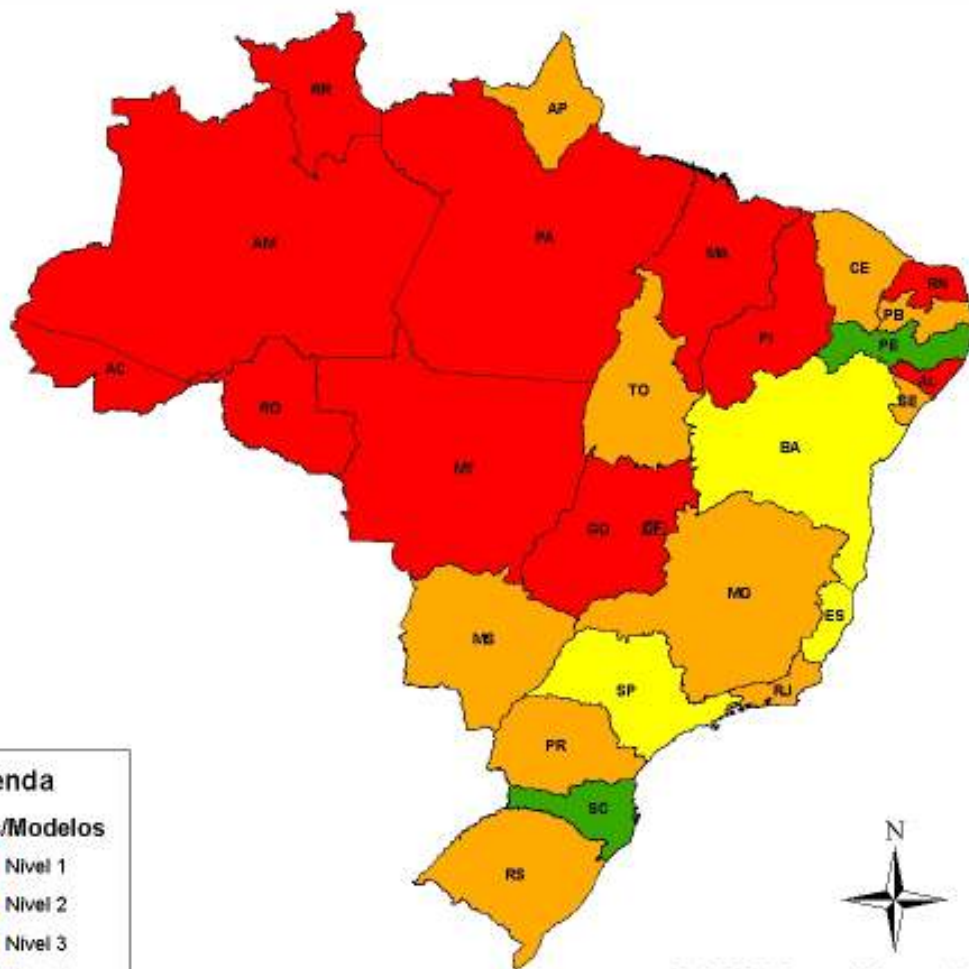 RR
AP
AM
PA
MA
CE
RN
PB
PE
PI
AC
AL
SE
TO
RO
BA
MT
GO
DF
MG
ES
MS
SP
RJ
PR
SC
RS
N
enda
/Modelos
Nivel 1
Nivel 2
Nivel 3